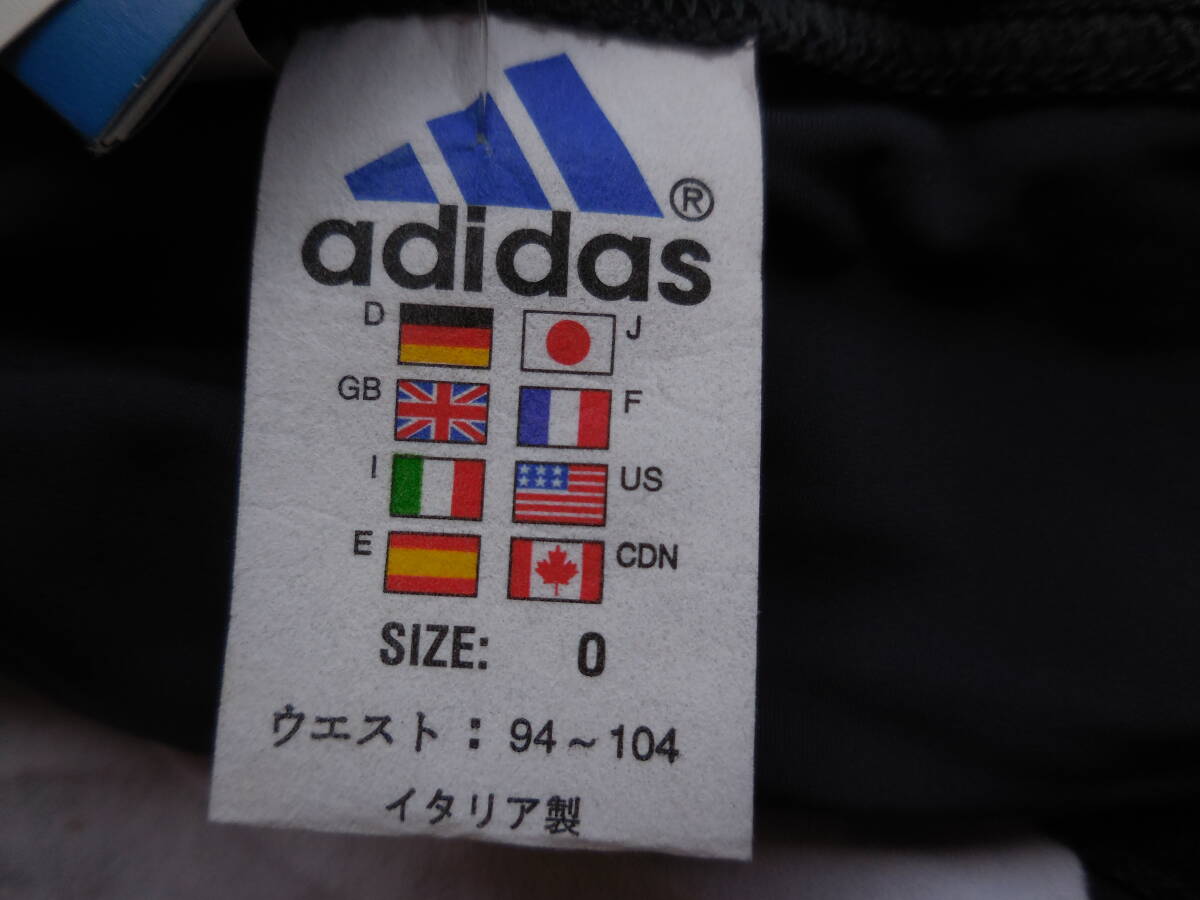 ®
adidas
D J
GB F
I US
E CDN
SIZE: 0
ウエスト : 94~104
イタリア製